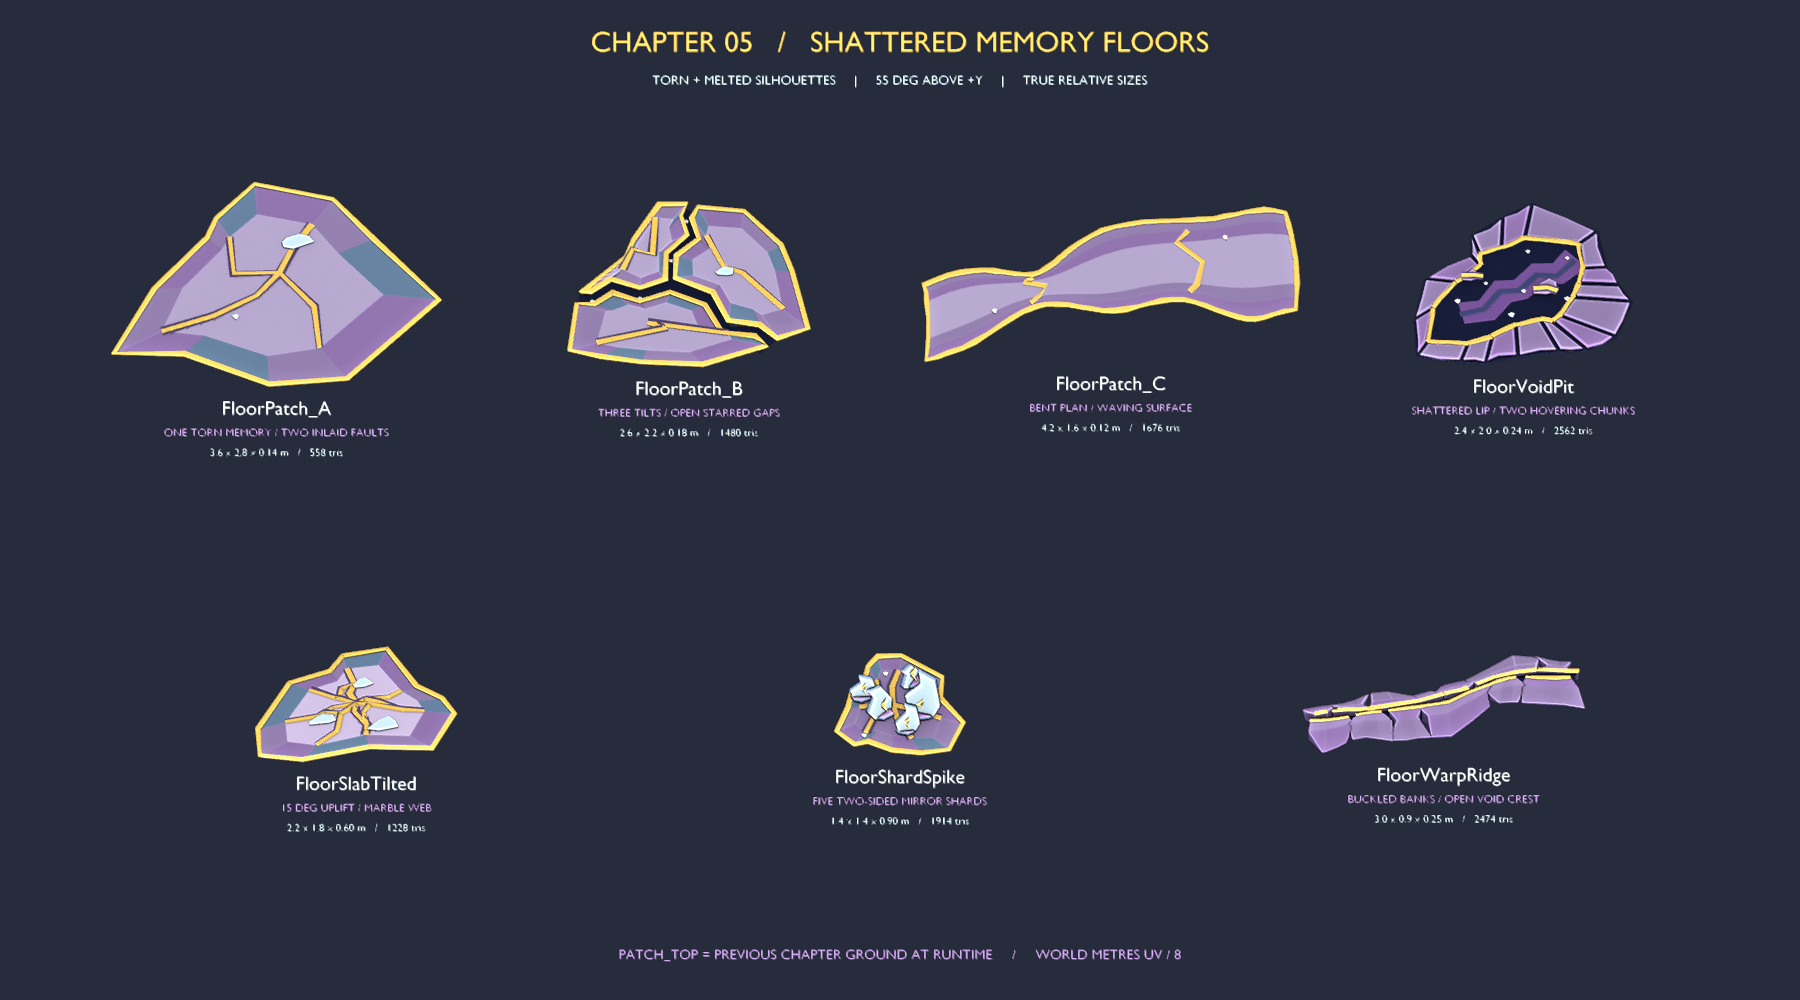 CHAPTER 05 / SHATTERED MEMORY FLOORS
TORN + MELTED SILHOUETTES | 55 DEG ABOVE +Y | TRUE RELATIVE SIZES
FloorPatch_A
ONE TORN MEMORY / TWO INLAID FAULTS
3.6 × 2.8 × 0.14 m / 558 tris
FloorPatch_B
THREE TILTS / OPEN STARRED GAPS
2.6 × 2.2 × 0.18 m / 1480 tris
FloorPatch_C
BENT PLAN / WAVING SURFACE
4.2 × 1.6 × 0.12 m / 1676 tris
FloorVoidPit
SHATTERED LIP / TWO HOVERING CHUNKS
2.4 × 2.0 × 0.24 m / 2562 tris
FloorSlabTilted
15 DEG UPLIFT / MARBLE WEB
2.2 × 1.8 × 0.60 m / 1228 tris
FloorShardSpike
FIVE TWO-SIDED MIRROR SHARDS
1.4 × 1.4 × 0.90 m / 1914 tris
FloorWarpRidge
BUCKLED BANKS / OPEN VOID CREST
3.0 × 0.9 × 0.25 m / 2474 tris
PATCH_TOP = PREVIOUS CHAPTER GROUND AT RUNTIME / WORLD METRES UV / 8